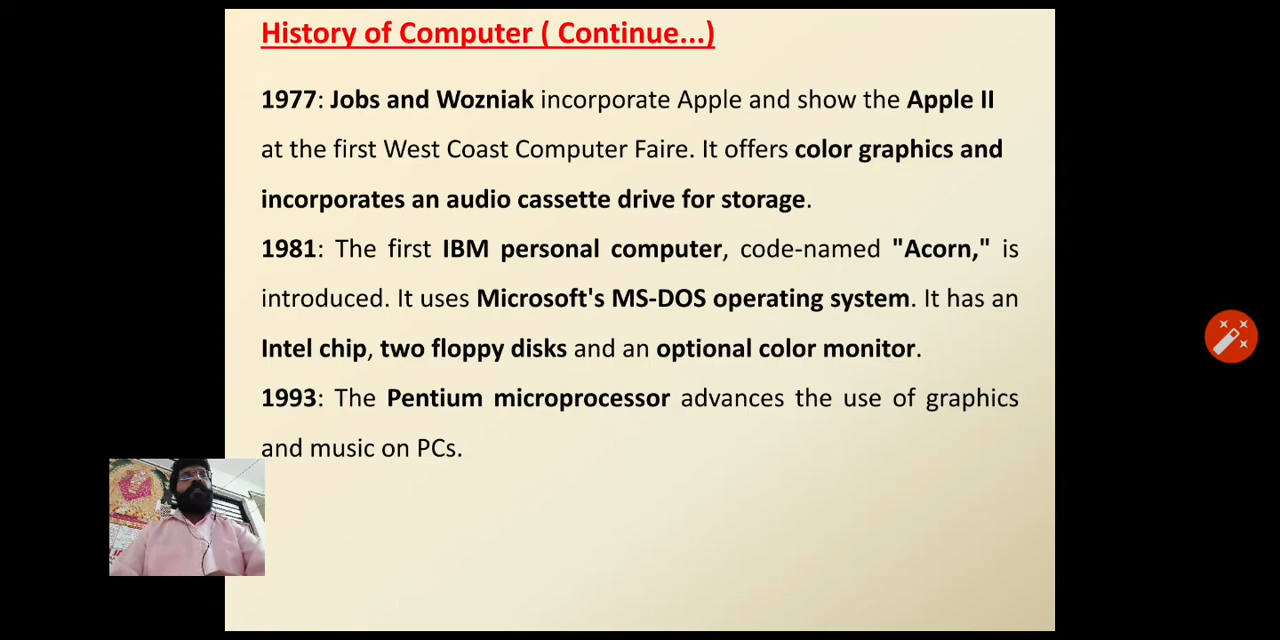 History of Computer ( Continue...)
1977: Jobs and Wozniak incorporate Apple and show the Apple II
at the first West Coast Computer Faire. It offers color graphics and
incorporates an audio cassette drive for storage.
1981: The first IBM personal computer, code-named "Acorn," is
introduced. It uses Microsoft's MS-DOS operating system. It has an
Intel chip, two floppy disks and an optional color monitor.
1993: The Pentium microprocessor advances the use of graphics
and music on PCs.